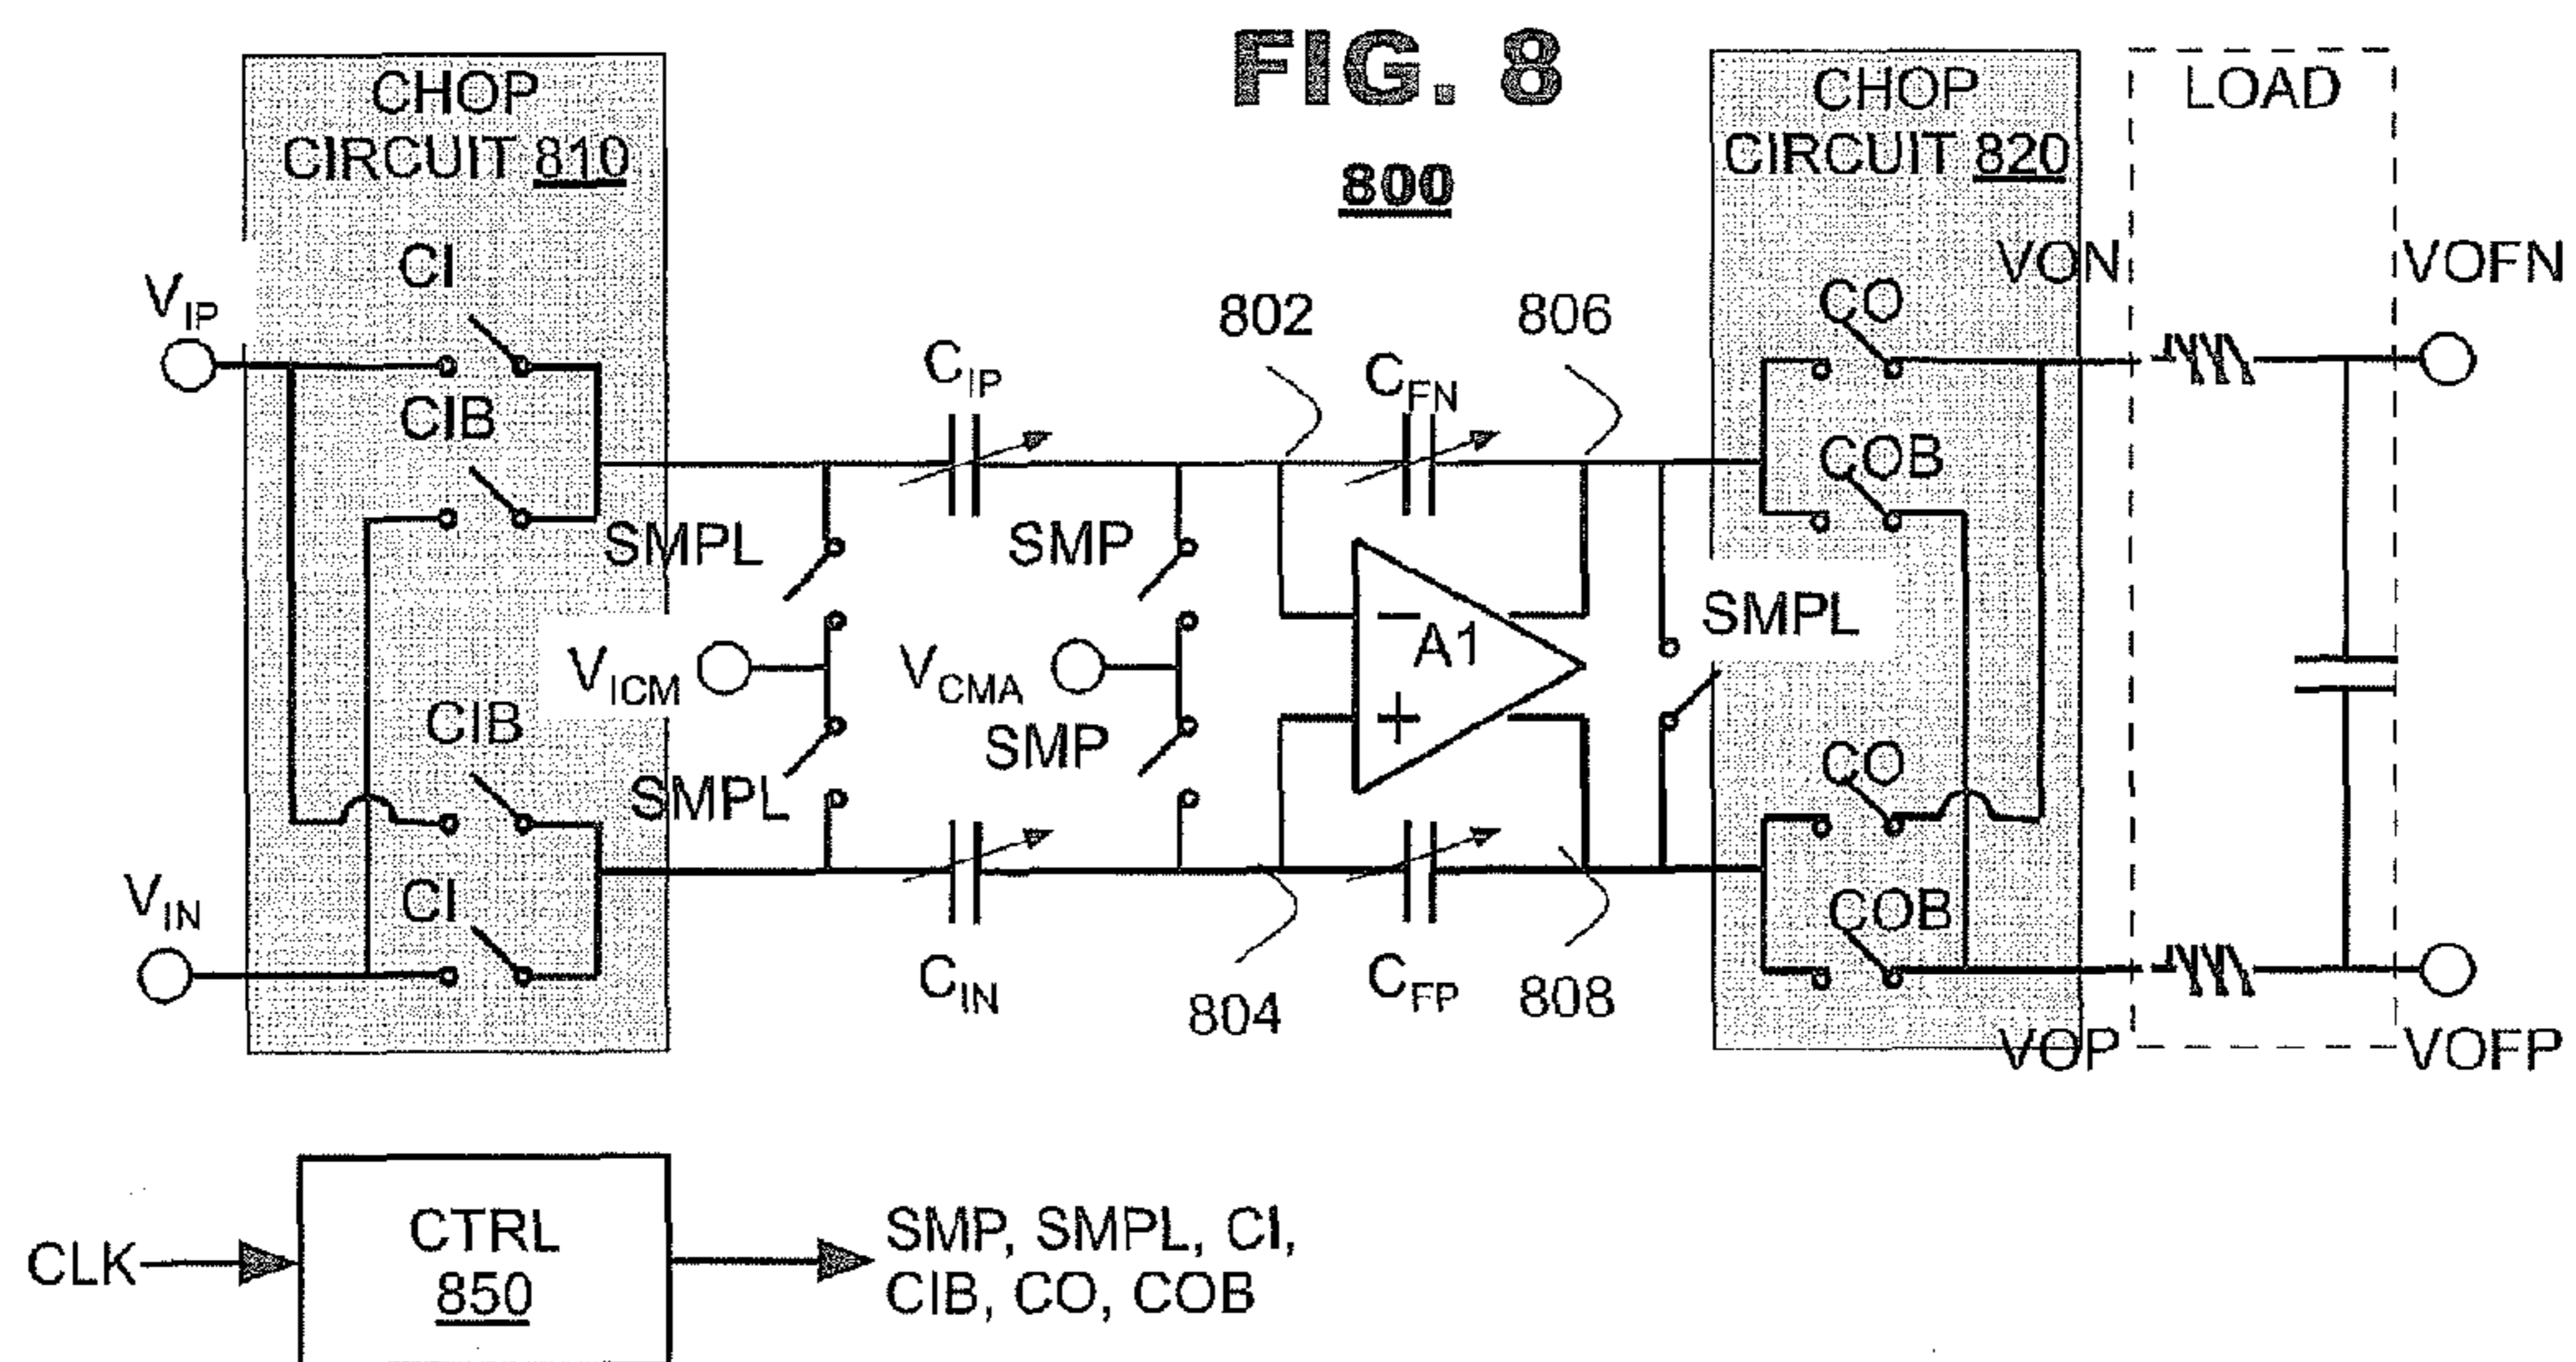 FIG. 8
800
CHOP
CIRCUIT 810
CHOP
CIRCUIT 820
LOAD
CI
VIP
CIB
CIP
802
CFN
806
CO
VON
VOFN
COB
SMPL
SMP
SMPL
VICM
VCMA
A1
−
+
SMP
SMPL
CIB
CO
CI
VIN
CIN
804
CFP
808
COB
VOP
VOFP
CLK
CTRL
850
SMP, SMPL, CI,
CIB, CO, COB